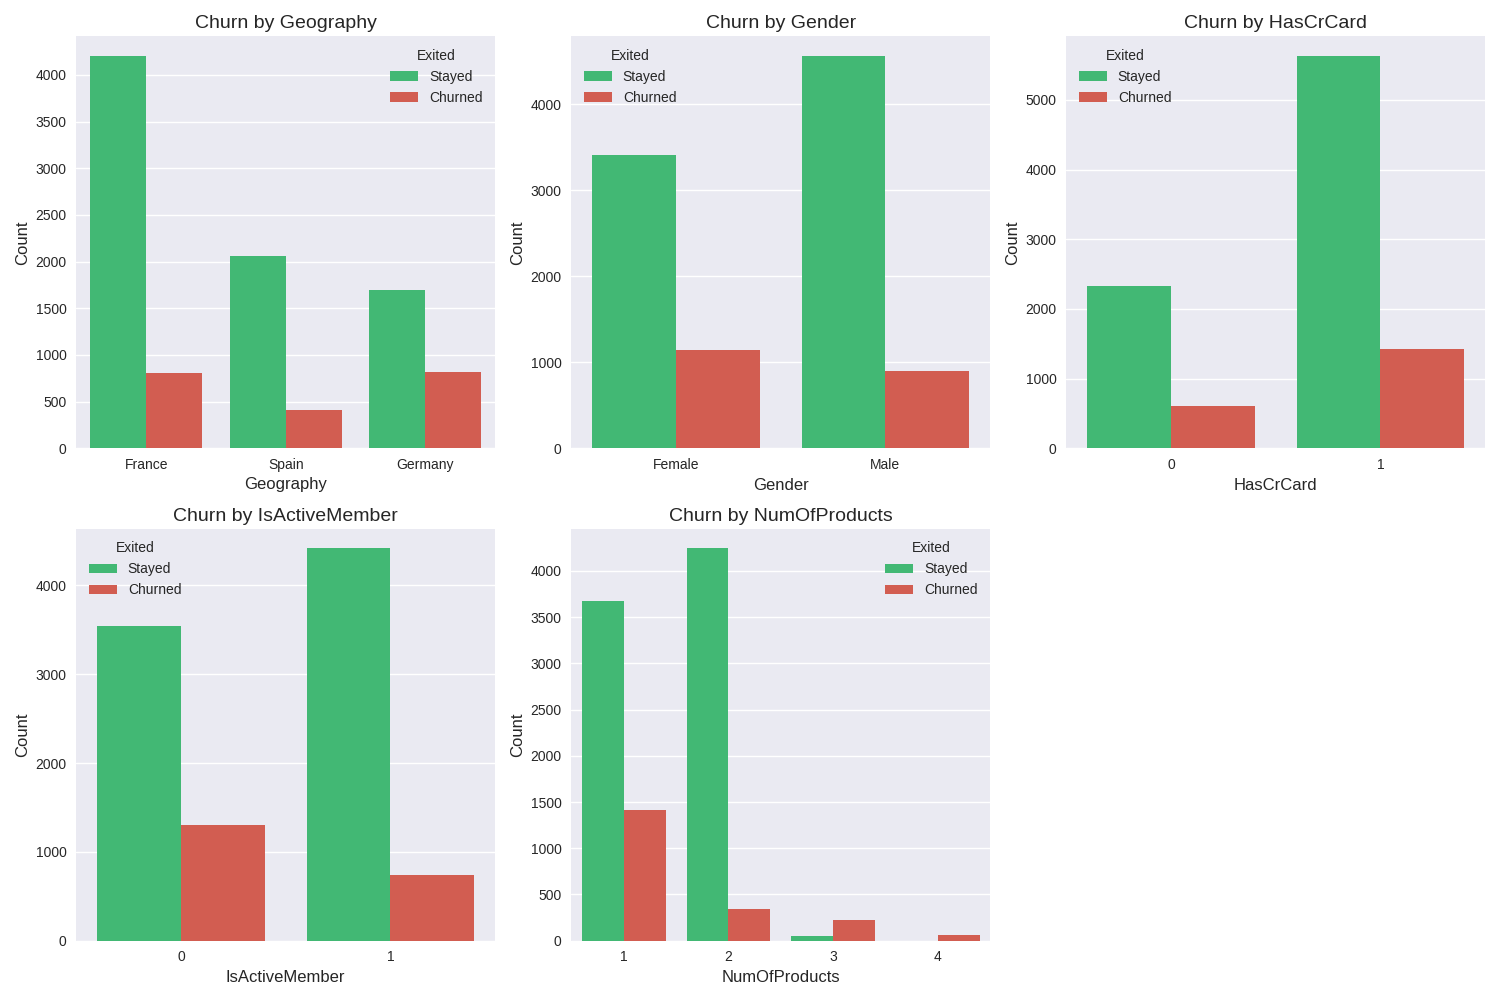 Churn by Geography
Exited
Stayed
Churned
4000
3500
3000
2500
2000
1500
1000
500
0
Count
France Spain Germany
Geography
Churn by Gender
Exited
Stayed
Churned
4000
3000
2000
1000
0
Count
Female Male
Gender
Churn by HasCrCard
Exited
Stayed
Churned
5000
4000
3000
2000
1000
0
Count
0 1
HasCrCard
Churn by IsActiveMember
Exited
Stayed
Churned
4000
3000
2000
1000
0
Count
0 1
IsActiveMember
Churn by NumOfProducts
Exited
Stayed
Churned
4000
3500
3000
2500
2000
1500
1000
500
0
Count
1 2 3 4
NumOfProducts